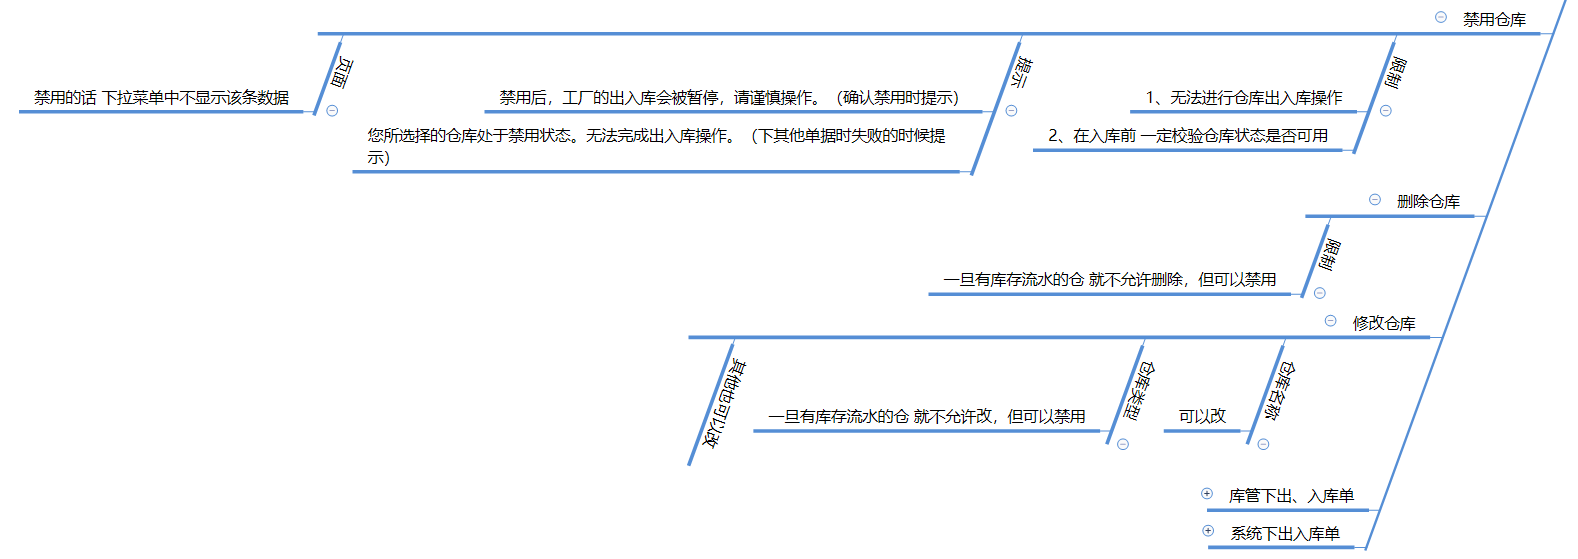 禁用仓库
限制
1、无法进行仓库出入库操作
2、在入库前 一定校验仓库状态是否可用
提示
禁用后，工厂的出入库会被暂停，请谨慎操作。（确认禁用时提示）
您所选择的仓库处于禁用状态。无法完成出入库操作。（下其他单据时失败的时候提
示）
页面
禁用的话 下拉菜单中不显示该条数据
删除仓库
限制
一旦有库存流水的仓 就不允许删除，但可以禁用
修改仓库
仓库名称
可以改
仓库类型
一旦有库存流水的仓 就不允许改，但可以禁用
其他也可以改
库管下出、入库单
系统下出入库单